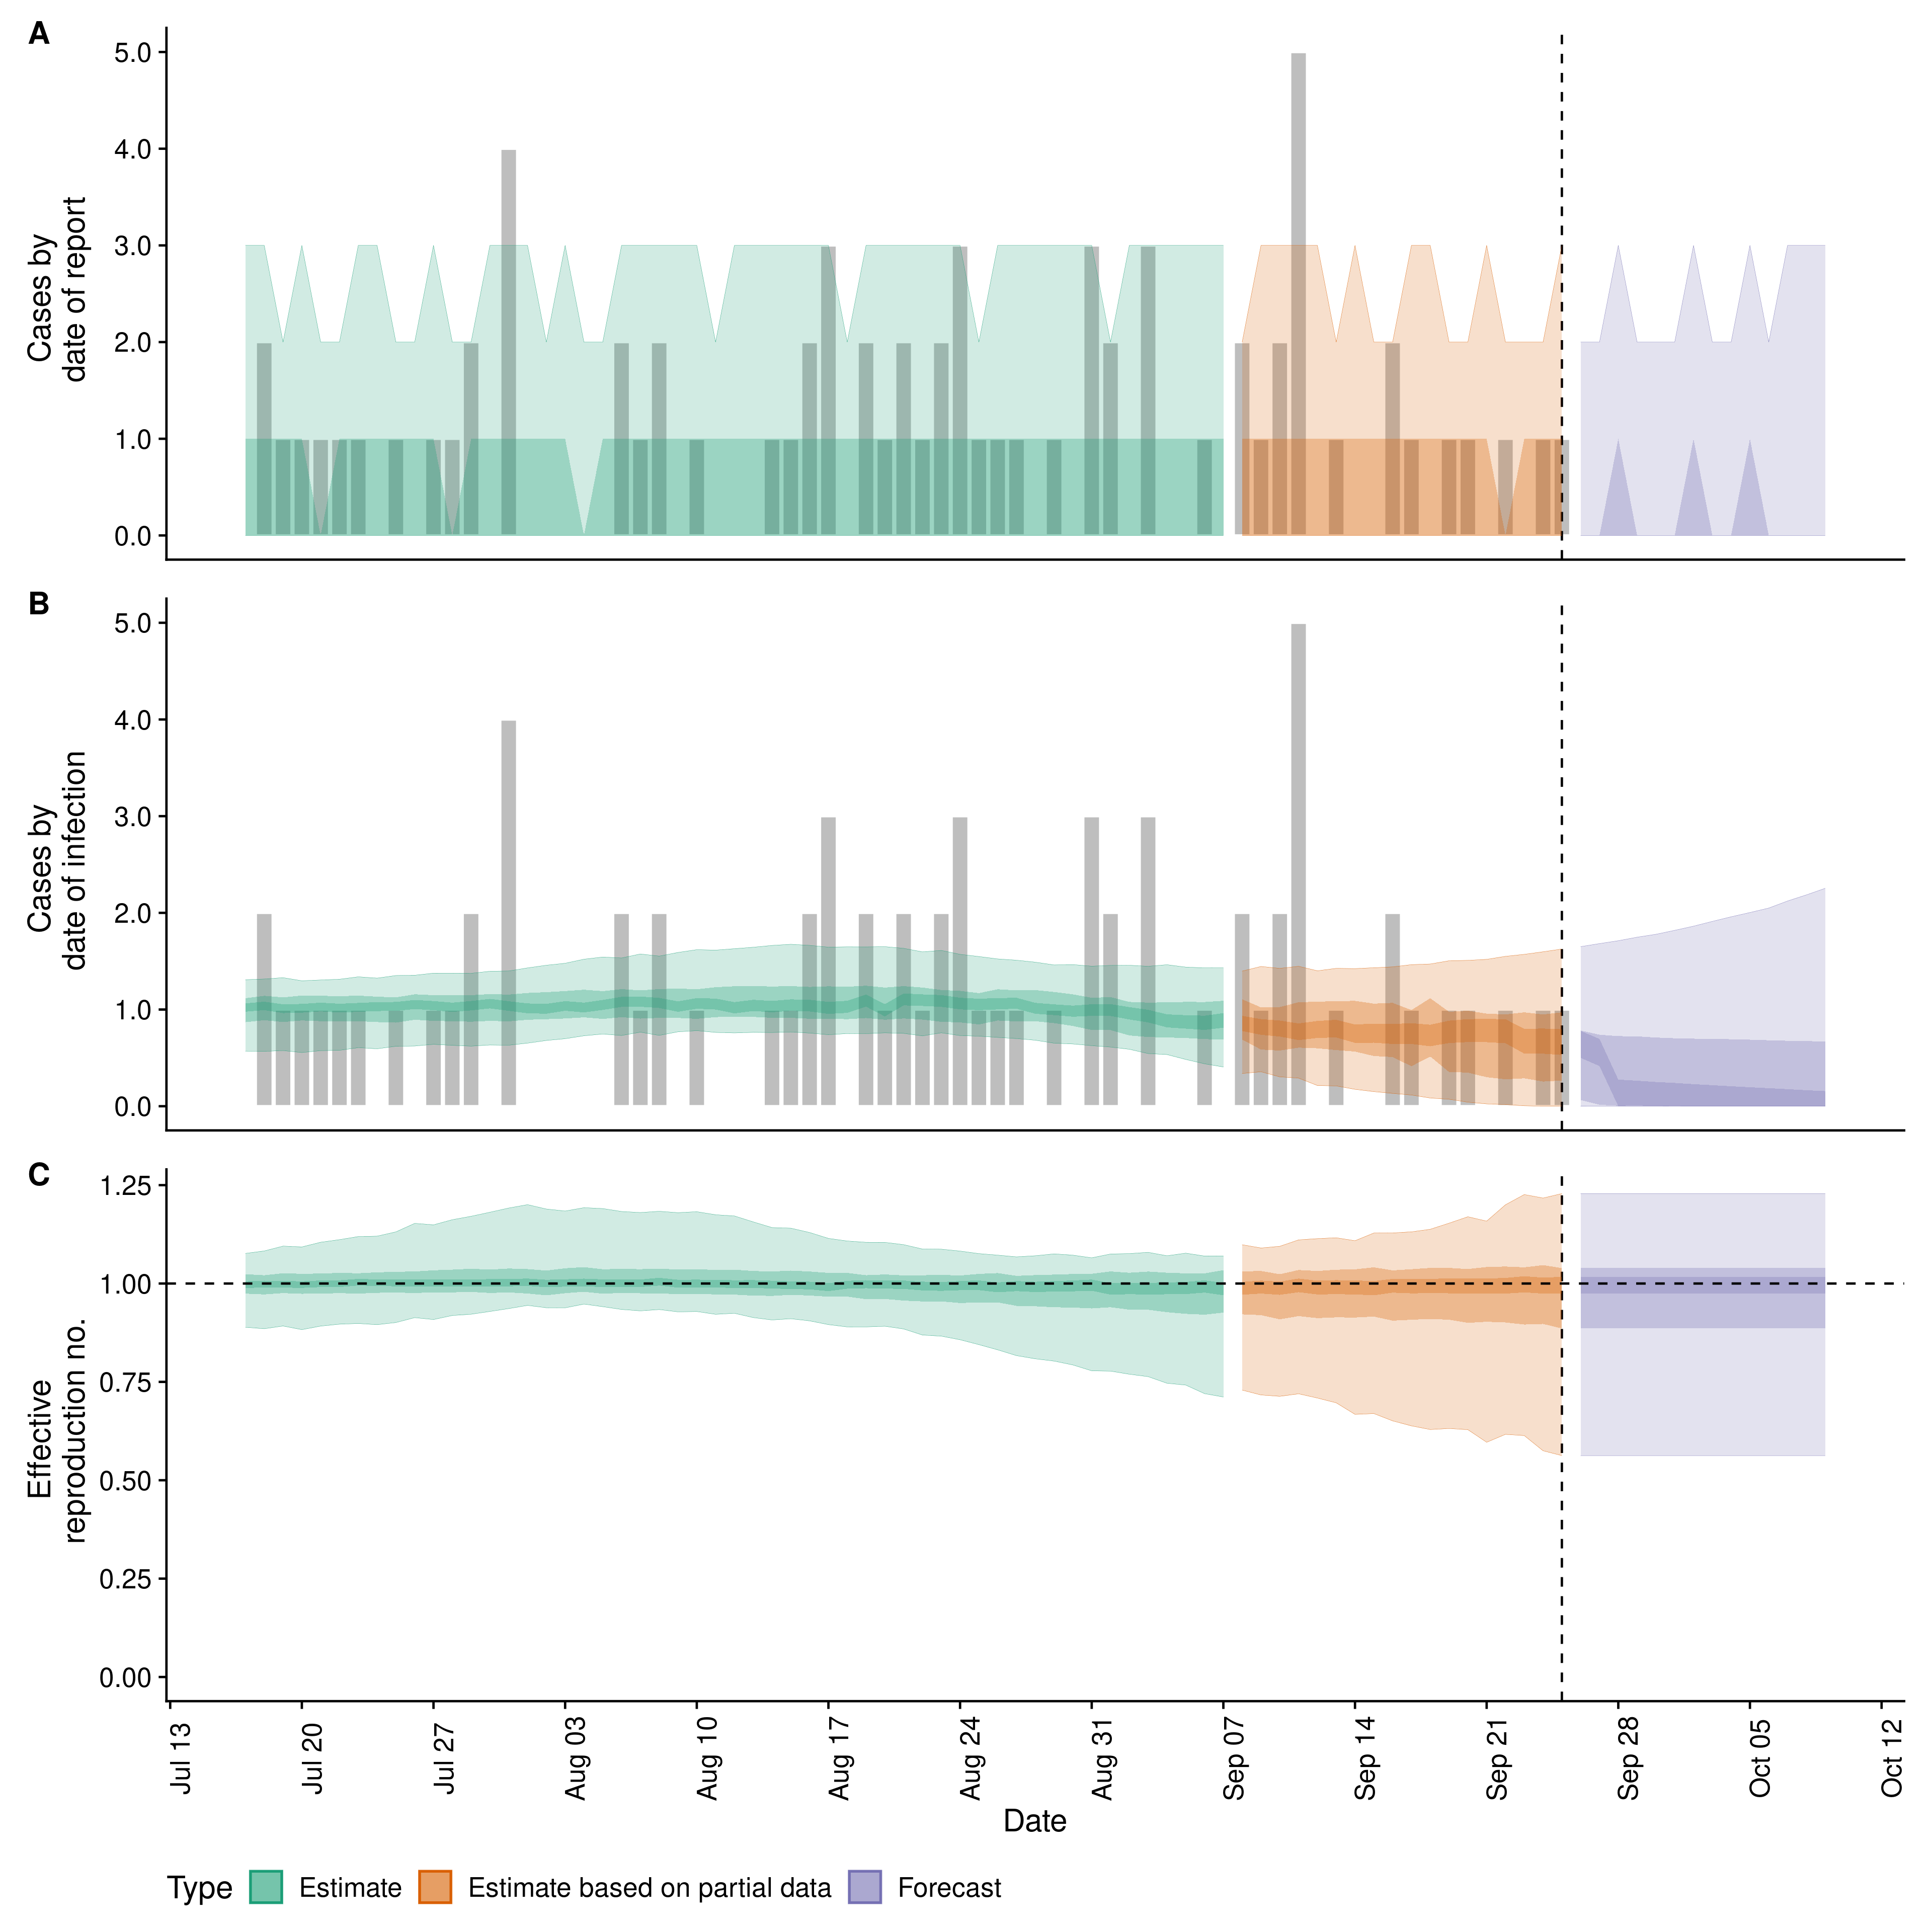 A
5.0
4.0
3.0
2.0
1.0
0.0
Cases by
date of report
B
5.0
4.0
3.0
2.0
1.0
0.0
Cases by
date of infection
C
1.25
1.00
0.75
0.50
0.25
0.00
Effective
reproduction no.
Jul 13
Jul 20
Jul 27
Aug 03
Aug 10
Aug 17
Aug 24
Aug 31
Sep 07
Sep 14
Sep 21
Sep 28
Oct 05
Oct 12
Date
Type Estimate Estimate based on partial data Forecast